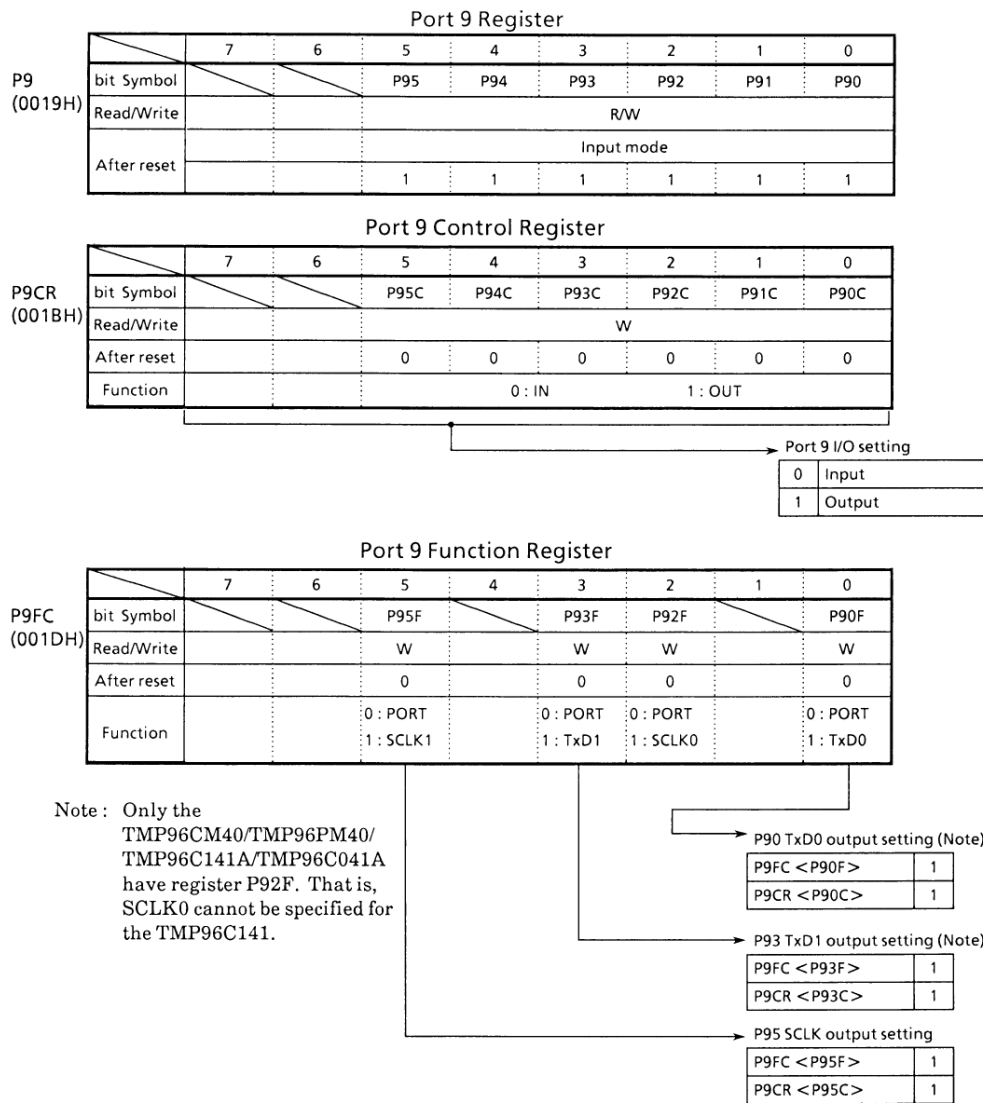 Port 9 Register
7 6 5 4 3 2 1 0
P9 (0019H)
bit Symbol P95 P94 P93 P92 P91 P90
Read/Write R/W
After reset Input mode
1 1 1 1 1 1
Port 9 Control Register
7 6 5 4 3 2 1 0
P9CR (001BH)
bit Symbol P95C P94C P93C P92C P91C P90C
Read/Write W
After reset 0 0 0 0 0 0
Function 0 : IN 1 : OUT
Port 9 I/O setting
0 Input
1 Output
Port 9 Function Register
7 6 5 4 3 2 1 0
P9FC (001DH)
bit Symbol P95F P93F P92F P90F
Read/Write W W W W
After reset 0 0 0 0
Function 0 : PORT 0 : PORT 0 : PORT 0 : PORT
1 : SCLK1 1 : TxD1 1 : SCLK0 1 : TxD0
Note : Only the
TMP96CM40/TMP96PM40/
TMP96C141A/TMP96C041A
have register P92F. That is,
SCLK0 cannot be specified for
the TMP96C141.
P90 TxD0 output setting (Note)
P9FC <P90F> 1
P9CR <P90C> 1
P93 TxD1 output setting (Note)
P9FC <P93F> 1
P9CR <P93C> 1
P95 SCLK output setting
P9FC <P95F> 1
P9CR <P95C> 1